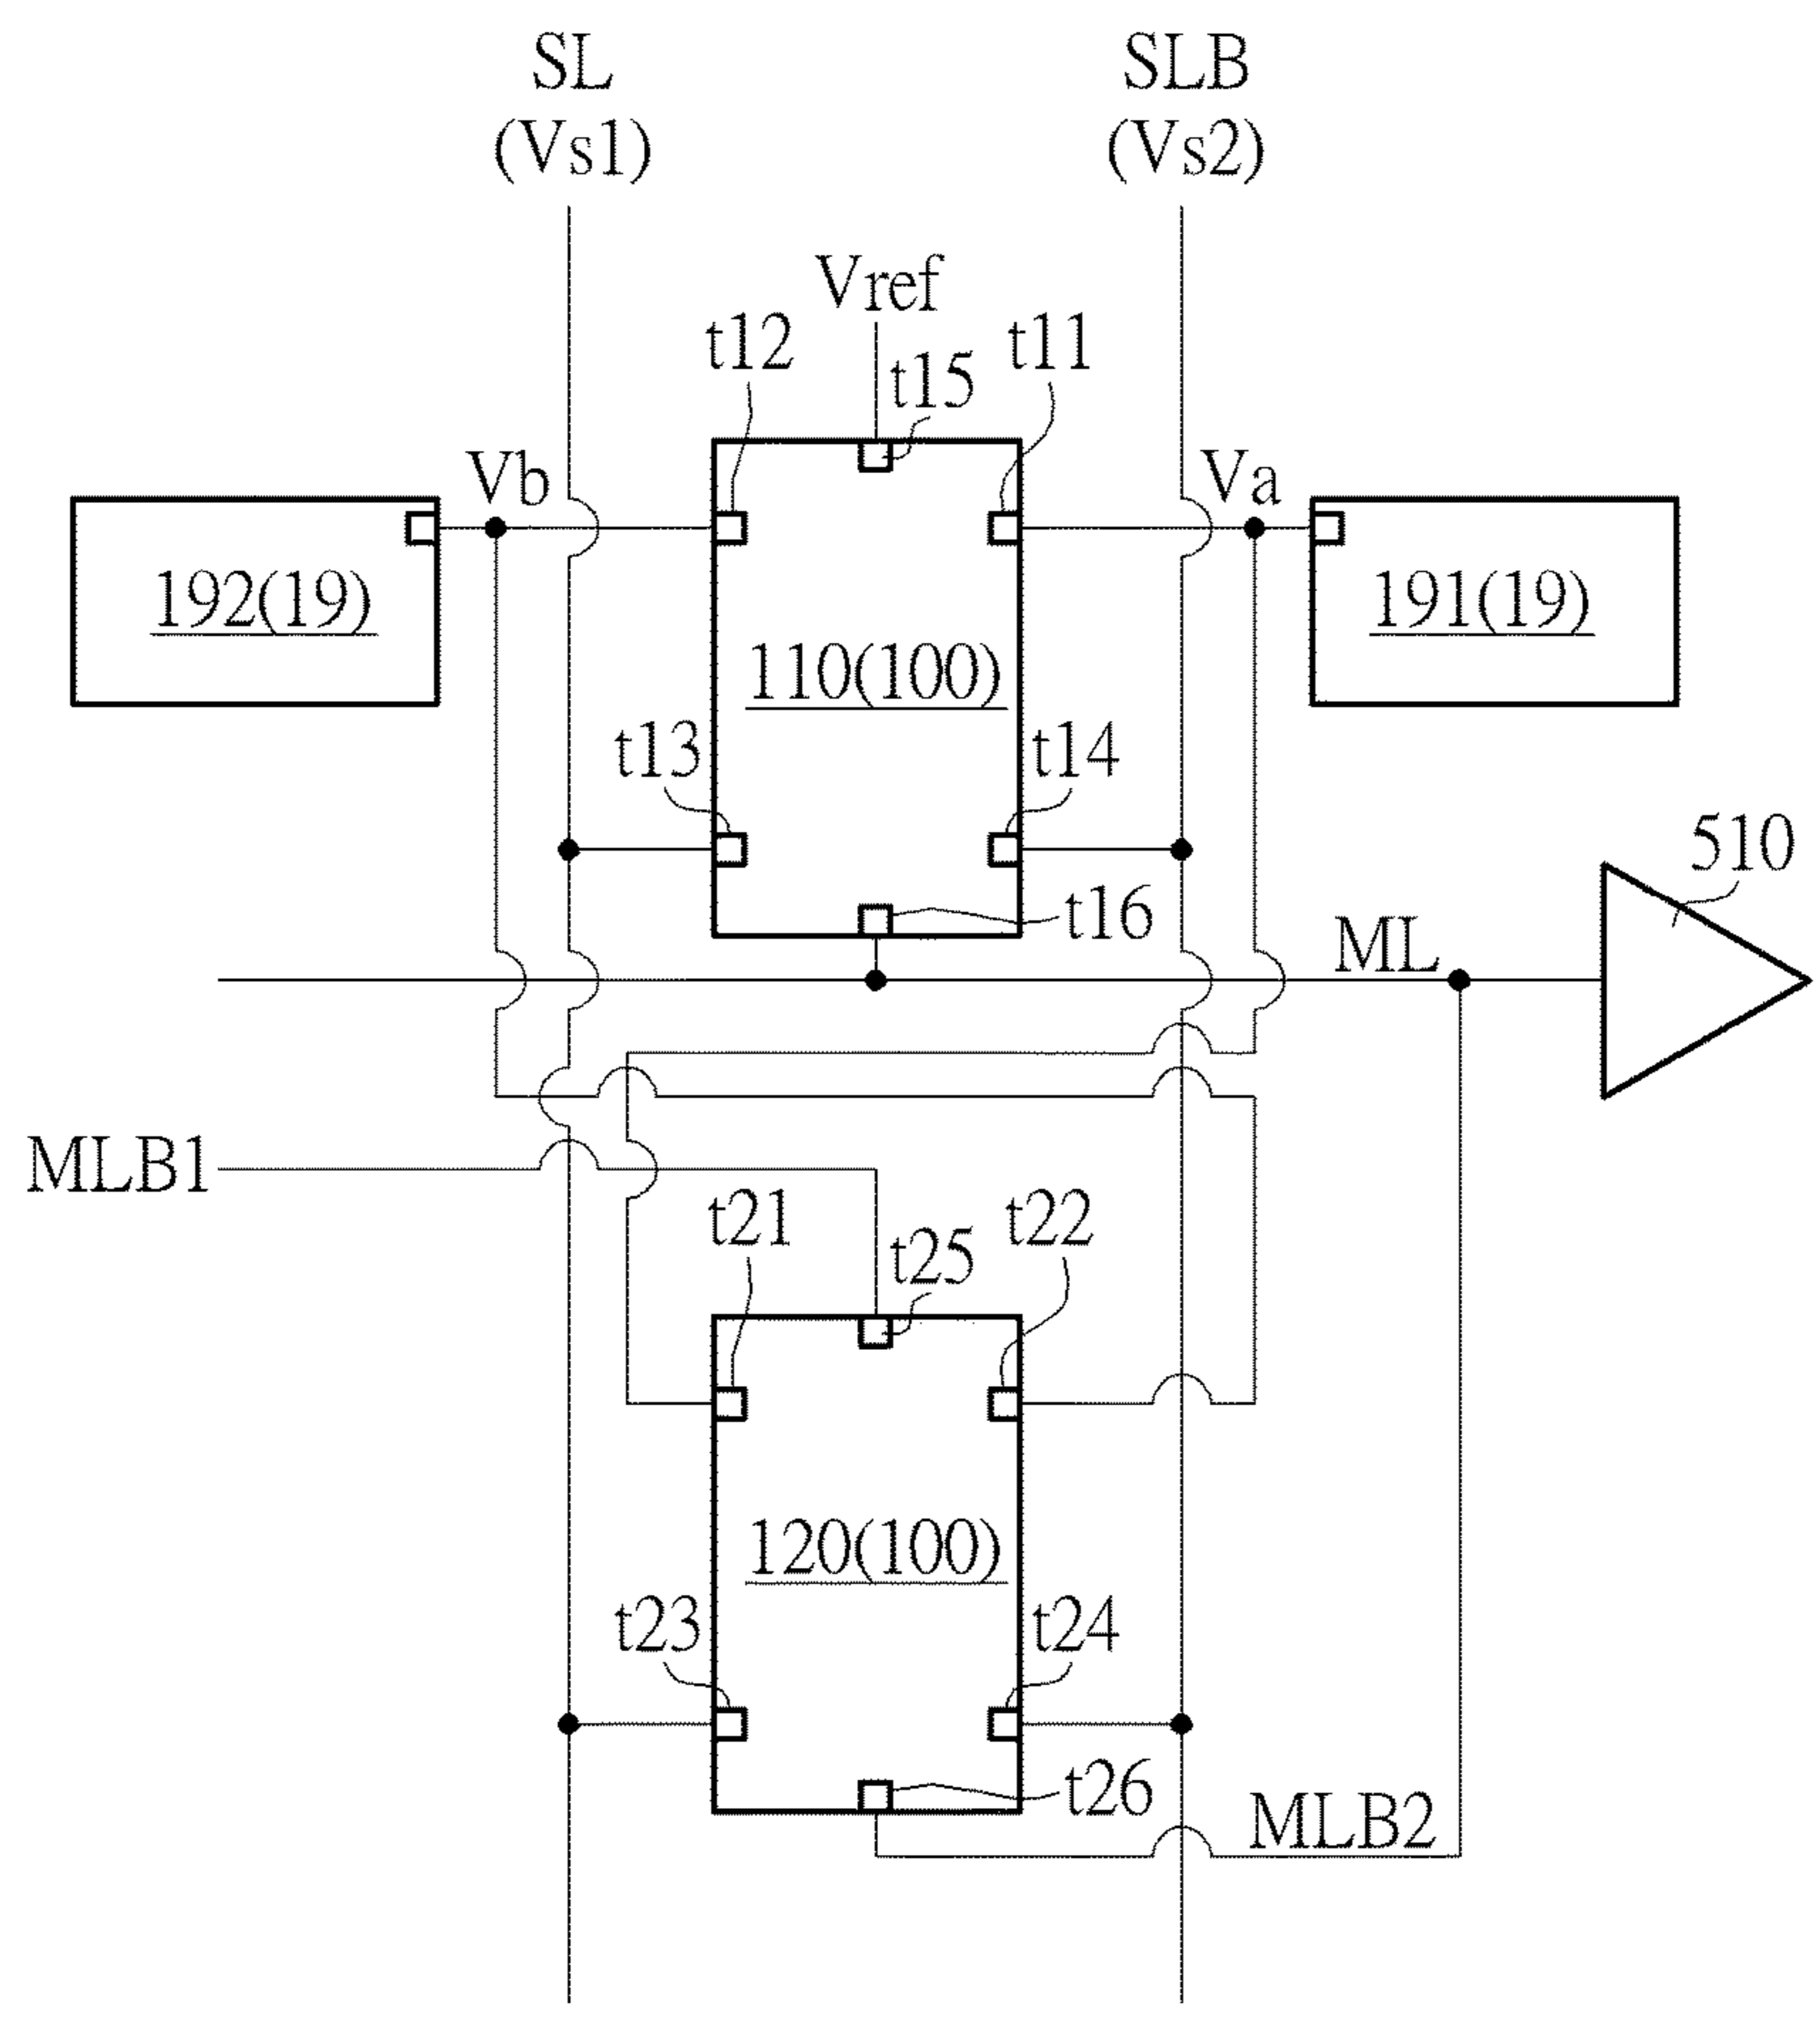 SL
(Vs1)
SLB
(Vs2)
Vref
t12
t15
t11
Vb
Va
192(19)
191(19)
110(100)
t13
t14
510
t16
ML
MLB1
t21
t25
t22
120(100)
t23
t24
t26
MLB2